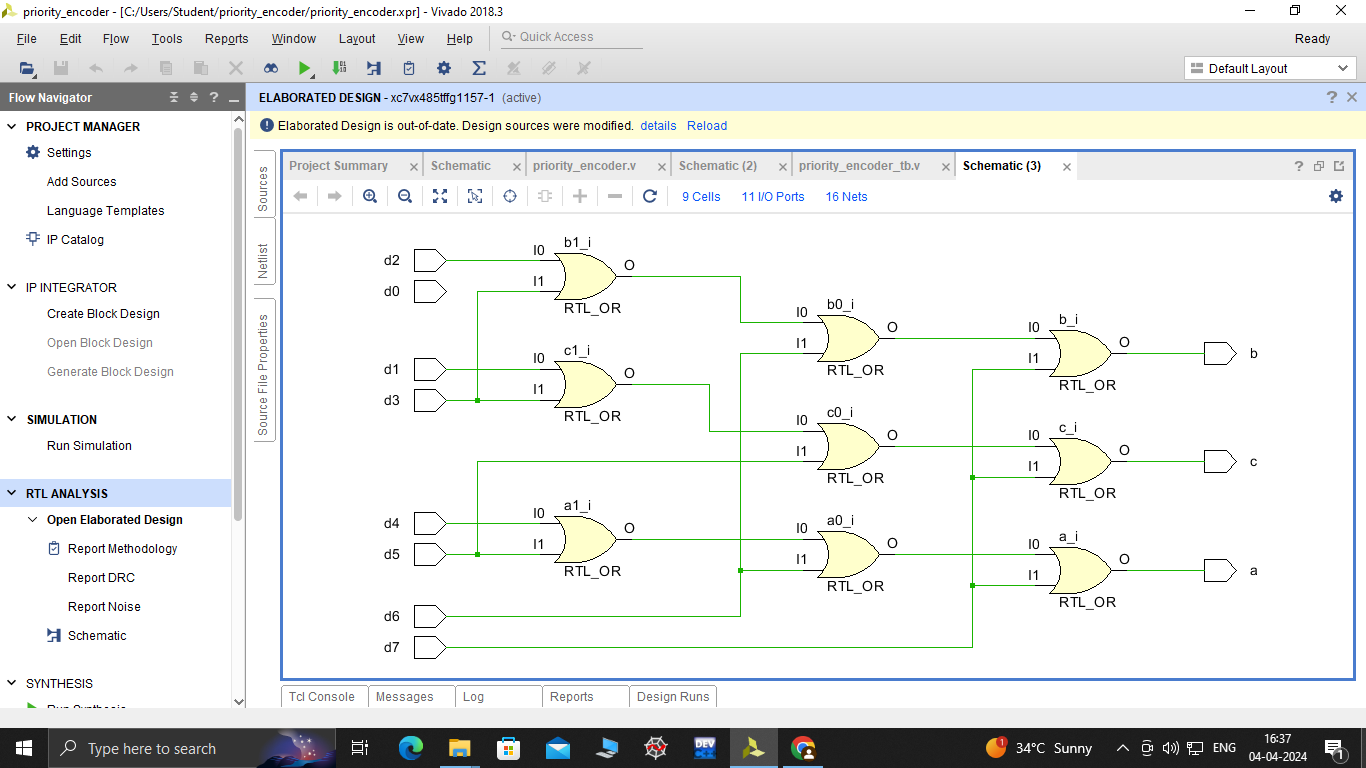 priority_encoder - [C:/Users/Student/priority_encoder/priority_encoder.xpr] - Vivado 2018.3
File Edit Flow Tools Reports Window Layout View Help Quick Access Ready
Default Layout
Flow Navigator
ELABORATED DESIGN - xc7vx485tffg1157-1 (active)
Elaborated Design is out-of-date. Design sources were modified. details Reload
PROJECT MANAGER
Settings
Add Sources
Language Templates
IP Catalog
IP INTEGRATOR
Create Block Design
Open Block Design
Generate Block Design
SIMULATION
Run Simulation
RTL ANALYSIS
Open Elaborated Design
Report Methodology
Report DRC
Report Noise
Schematic
SYNTHESIS
Run Synthesis
Sources
Netlist
Source File Properties
Project Summary Schematic priority_encoder.v Schematic (2) priority_encoder_tb.v Schematic (3)
9 Cells 11 I/O Ports 16 Nets
d2
d0
d1
d3
d4
d5
d6
d7
b1_i
I0
I1
O
RTL_OR
c1_i
I0
I1
O
RTL_OR
a1_i
I0
I1
O
RTL_OR
b0_i
I0
I1
O
RTL_OR
c0_i
I0
I1
O
RTL_OR
a0_i
I0
I1
O
RTL_OR
b_i
I0
I1
O
RTL_OR
c_i
I0
I1
O
RTL_OR
a_i
I0
I1
O
RTL_OR
b
c
a
Tcl Console Messages Log Reports Design Runs
Type here to search
DEV
1
34°C Sunny
ENG
16:37
04-04-2024
1